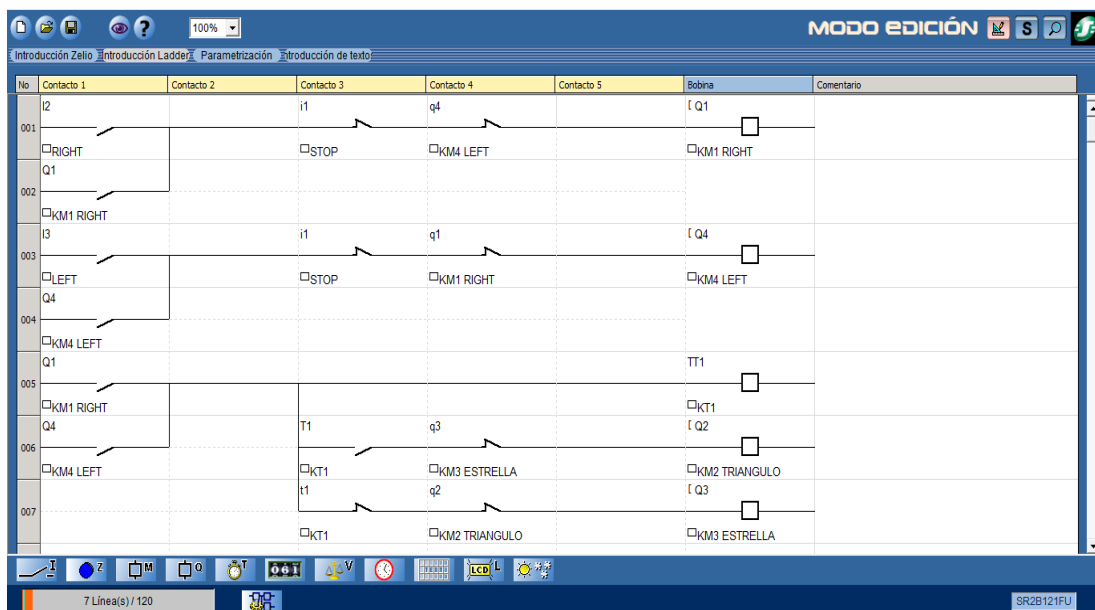 100%
MODO EDICIÓN
S
Introducción Zelio
Introducción Ladder
Parametrización
Introducción de texto
No Contacto 1 Contacto 2 Contacto 3 Contacto 4 Contacto 5 Bobina Comentario
I2 i1 q4 [ Q1
001
RIGHT STOP KM4 LEFT KM1 RIGHT
Q1
002
KM1 RIGHT
I3 i1 q1 [ Q4
003
LEFT STOP KM1 RIGHT KM4 LEFT
Q4
004
KM4 LEFT
Q1 TT1
005
KM1 RIGHT KT1
Q4 T1 q3 [ Q2
006
KM4 LEFT KT1 KM3 ESTRELLA KM2 TRIANGULO
t1 q2 [ Q3
007
KT1 KM2 TRIANGULO KM3 ESTRELLA
I Z M Q T 061 V LCD L
7 Línea(s) / 120
SR2B121FU